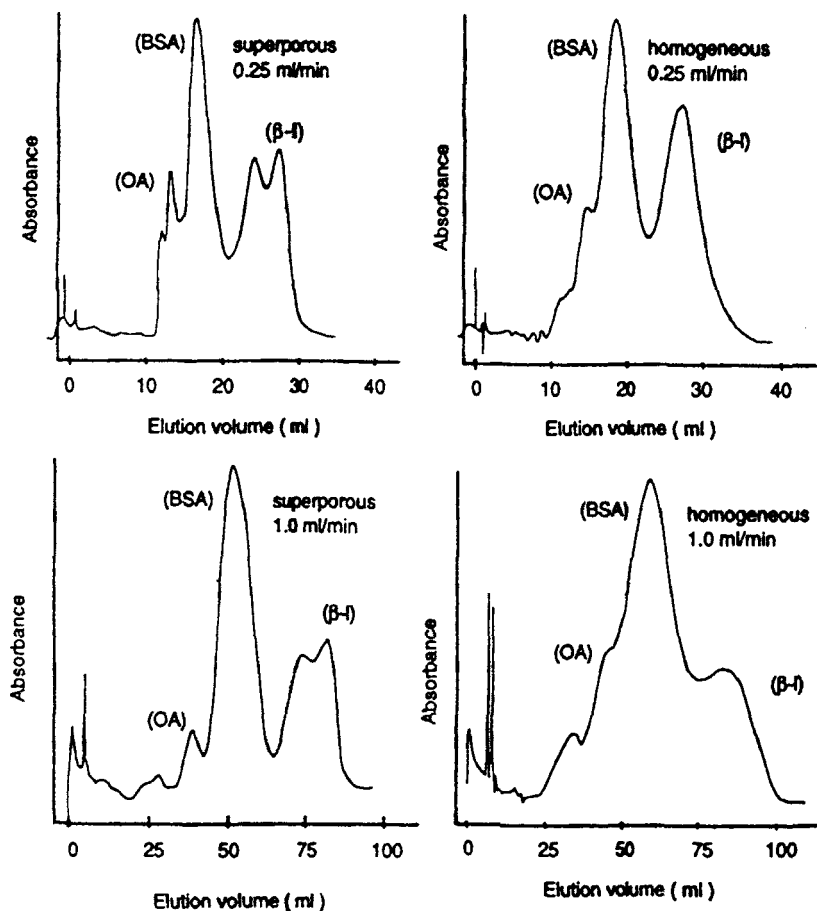 (BSA)
superporous
0.25 ml/min
(OA)
(β-l)
Absorbance
0 10 20 30 40
Elution volume ( ml )
(BSA)
homogeneous
0.25 ml/min
(OA)
(β-l)
Absorbance
0 10 20 30 40
Elution volume ( ml )
(BSA)
superporous
1.0 ml/min
(β-l)
(OA)
Absorbance
0 25 50 75 100
Elution volume ( ml )
(BSA)
homogeneous
1.0 ml/min
(OA)
(β-l)
Absorbance
0 25 50 75 100
Elution volume ( ml )